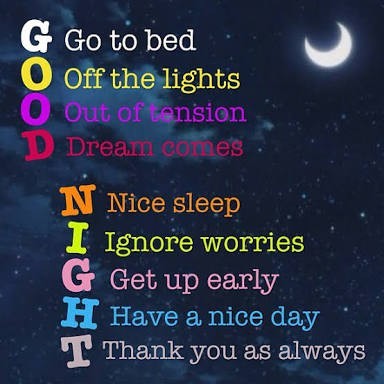 G Go to bed
O Off the lights
O Out of tension
D Dream comes
N Nice sleep
I Ignore worries
G Get up early
H Have a nice day
T Thank you as always